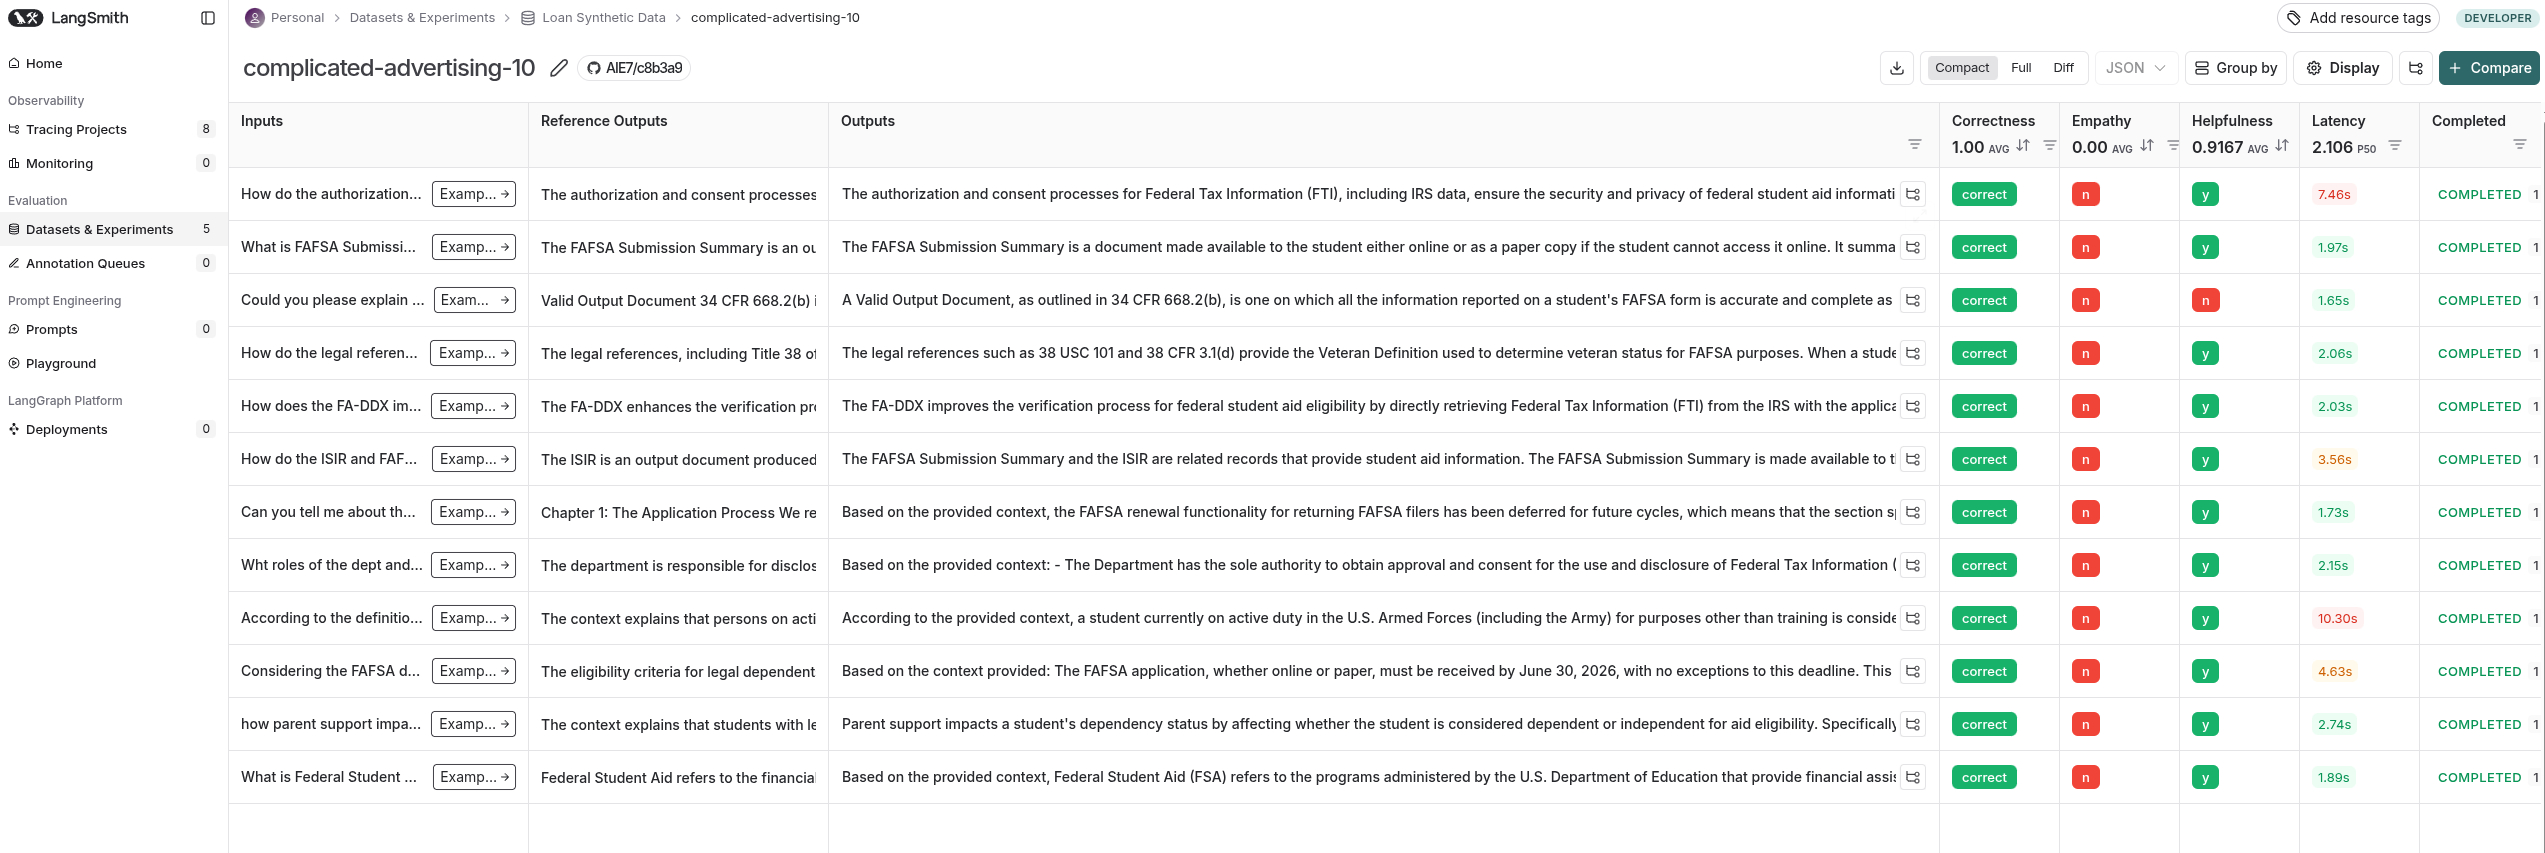 LangSmith
Personal > Datasets & Experiments > Loan Synthetic Data > complicated-advertising-10
Add resource tags
DEVELOPER
Home
Observability
Tracing Projects 8
Monitoring 0
Evaluation
Datasets & Experiments 5
Annotation Queues 0
Prompt Engineering
Prompts 0
Playground
LangGraph Platform
Deployments 0
complicated-advertising-10
AIE7/c8b3a9
Compact Full Diff
JSON
Group by
Display
+ Compare
Inputs Reference Outputs Outputs Correctness Empathy Helpfulness Latency Completed
1.00 AVG 0.00 AVG 0.9167 AVG 2.106 P50
How do the authorization... Examp... → The authorization and consent processes The authorization and consent processes for Federal Tax Information (FTI), including IRS data, ensure the security and privacy of federal student aid informati correct n y 7.46s COMPLETED 1
What is FAFSA Submissi... Examp... → The FAFSA Submission Summary is an ou The FAFSA Submission Summary is a document made available to the student either online or as a paper copy if the student cannot access it online. It summa correct n y 1.97s COMPLETED 1
Could you please explain ... Exam... → Valid Output Document 34 CFR 668.2(b) i A Valid Output Document, as outlined in 34 CFR 668.2(b), is one on which all the information reported on a student's FAFSA form is accurate and complete as correct n n 1.65s COMPLETED 1
How do the legal referen... Examp... → The legal references, including Title 38 of The legal references such as 38 USC 101 and 38 CFR 3.1(d) provide the Veteran Definition used to determine veteran status for FAFSA purposes. When a stude correct n y 2.06s COMPLETED 1
How does the FA-DDX im... Examp... → The FA-DDX enhances the verification pro The FA-DDX improves the verification process for federal student aid eligibility by directly retrieving Federal Tax Information (FTI) from the IRS with the applica correct n y 2.03s COMPLETED 1
How do the ISIR and FAF... Examp... → The ISIR is an output document produced The FAFSA Submission Summary and the ISIR are related records that provide student aid information. The FAFSA Submission Summary is made available to t correct n y 3.56s COMPLETED 1
Can you tell me about th... Examp... → Chapter 1: The Application Process We re Based on the provided context, the FAFSA renewal functionality for returning FAFSA filers has been deferred for future cycles, which means that the section sp correct n y 1.73s COMPLETED 1
Wht roles of the dept and... Examp... → The department is responsible for disclos Based on the provided context: - The Department has the sole authority to obtain approval and consent for the use and disclosure of Federal Tax Information ( correct n y 2.15s COMPLETED 1
According to the definitio... Examp... → The context explains that persons on acti According to the provided context, a student currently on active duty in the U.S. Armed Forces (including the Army) for purposes other than training is conside correct n y 10.30s COMPLETED 1
Considering the FAFSA d... Examp... → The eligibility criteria for legal dependent Based on the context provided: The FAFSA application, whether online or paper, must be received by June 30, 2026, with no exceptions to this deadline. This correct n y 4.63s COMPLETED 1
how parent support impa... Examp... → The context explains that students with le Parent support impacts a student's dependency status by affecting whether the student is considered dependent or independent for aid eligibility. Specifically correct n y 2.74s COMPLETED 1
What is Federal Student ... Examp... → Federal Student Aid refers to the financial Based on the provided context, Federal Student Aid (FSA) refers to the programs administered by the U.S. Department of Education that provide financial assis correct n y 1.89s COMPLETED 1